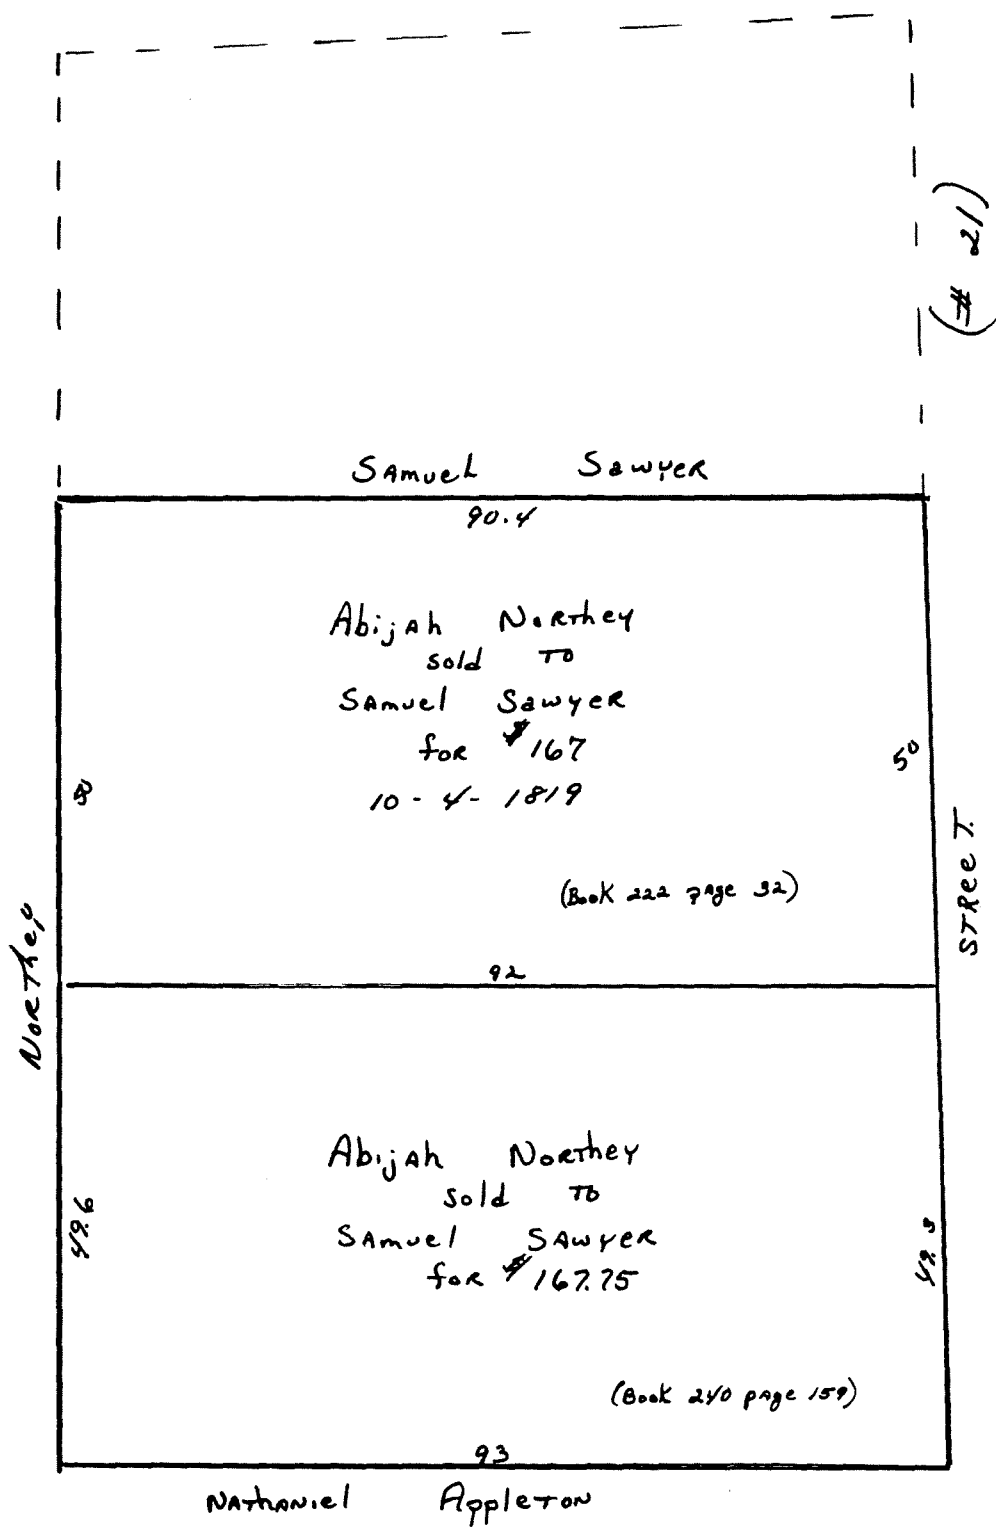 (# 21)
Samuel Sawyer
90.4
Abijah Northey
sold to
Samuel Sawyer
for $167
10-4-1819
50
50
(Book 222 page 32)
Northey
Street
92
Abijah Northey
sold to
Samuel Sawyer
for $167.75
49.6
(Book 240 page 159)
93
Nathaniel Appleton